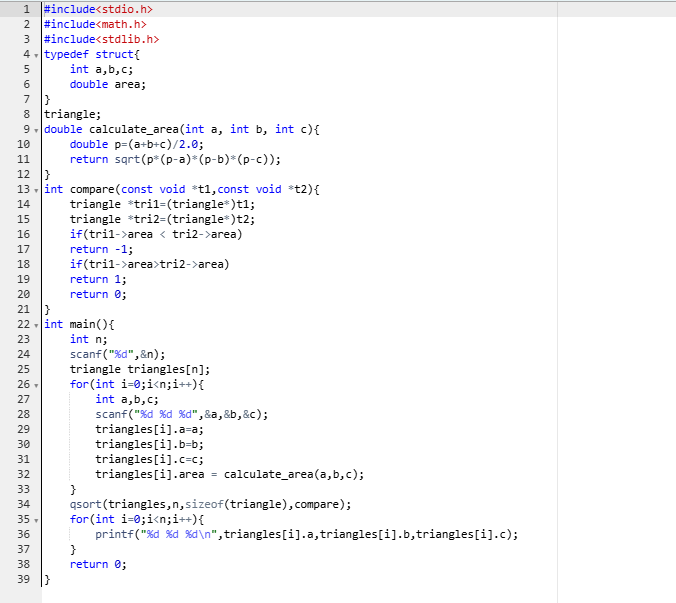 1 #include<stdio.h>
2 #include<math.h>
3 #include<stdlib.h>
4 typedef struct{
5     int a,b,c;
6     double area;
7 }
8 triangle;
9 double calculate_area(int a, int b, int c){
10     double p=(a+b+c)/2.0;
11     return sqrt(p*(p-a)*(p-b)*(p-c));
12 }
13 int compare(const void *t1,const void *t2){
14     triangle *tri1=(triangle*)t1;
15     triangle *tri2=(triangle*)t2;
16     if(tri1->area < tri2->area)
17     return -1;
18     if(tri1->area>tri2->area)
19     return 1;
20     return 0;
21 }
22 int main(){
23     int n;
24     scanf("%d",&n);
25     triangle triangles[n];
26     for(int i=0;i<n;i++){
27         int a,b,c;
28         scanf("%d %d %d",&a,&b,&c);
29         triangles[i].a=a;
30         triangles[i].b=b;
31         triangles[i].c=c;
32         triangles[i].area = calculate_area(a,b,c);
33     }
34     qsort(triangles,n,sizeof(triangle),compare);
35     for(int i=0;i<n;i++){
36         printf("%d %d %d\n",triangles[i].a,triangles[i].b,triangles[i].c);
37     }
38     return 0;
39 }